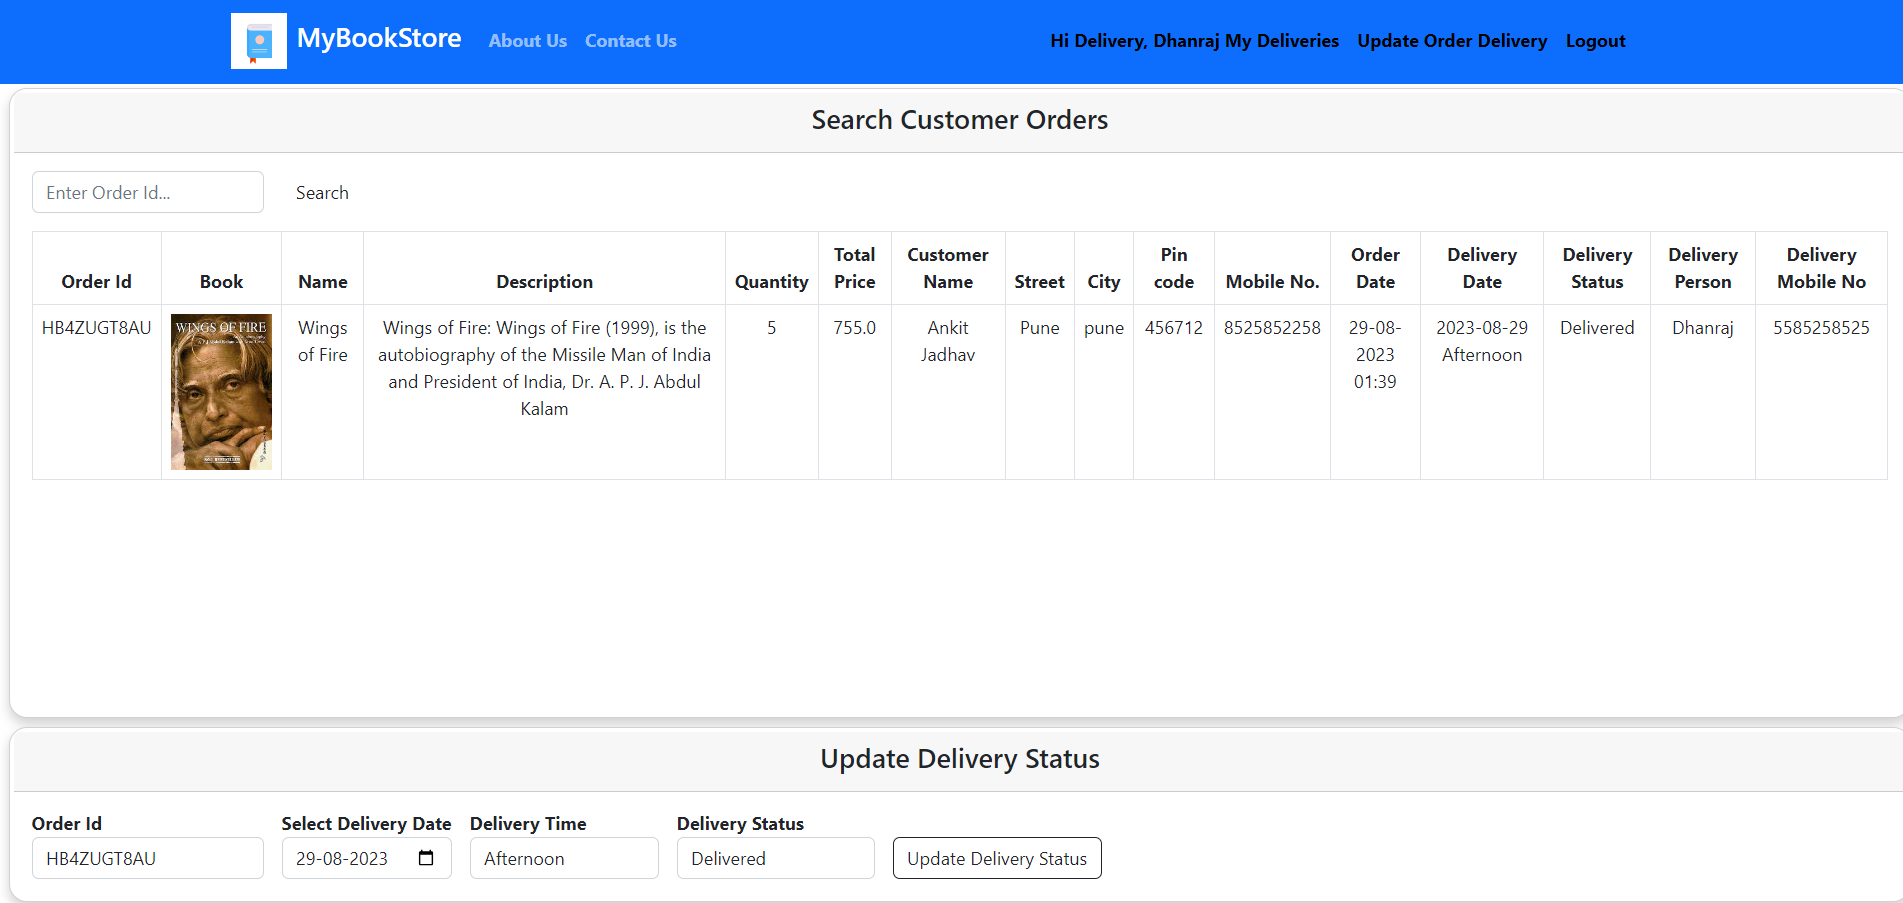 MyBookStore About Us Contact Us Hi Delivery, Dhanraj My Deliveries Update Order Delivery Logout
Search Customer Orders
Enter Order Id... Search
Order Id Book Name Description Quantity Total Price Customer Name Street City Pin code Mobile No. Order Date Delivery Date Delivery Status Delivery Person Delivery Mobile No
HB4ZUGT8AU
WINGS OF FIRE
Wings
of Fire
Wings of Fire: Wings of Fire (1999), is the
autobiography of the Missile Man of India
and President of India, Dr. A. P. J. Abdul
Kalam
5
755.0
Ankit
Jadhav
Pune
pune
456712
8525852258
29-08-
2023
01:39
2023-08-29
Afternoon
Delivered
Dhanraj
5585258525
Update Delivery Status
Order Id Select Delivery Date Delivery Time Delivery Status
HB4ZUGT8AU 29-08-2023 Afternoon Delivered Update Delivery Status